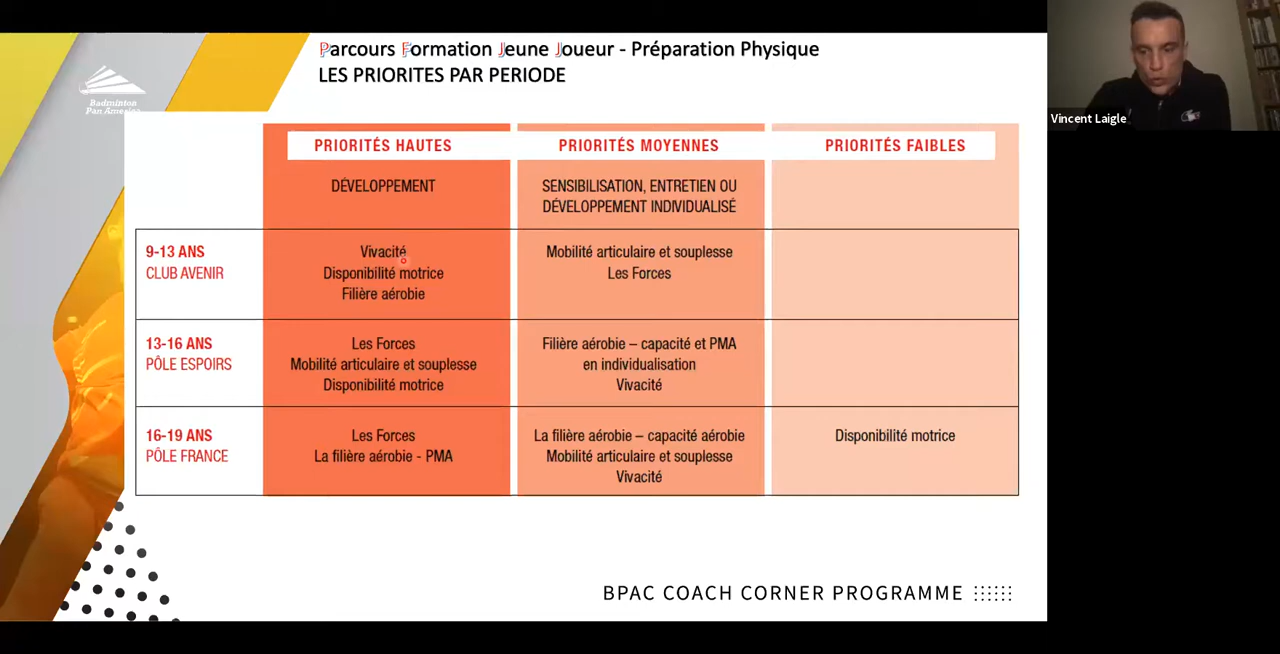 Parcours Formation Jeune Joueur - Préparation Physique
LES PRIORITES PAR PERIODE
Badminton
Pan America
Vincent Laigle
PRIORITÉS HAUTES
PRIORITÉS MOYENNES
PRIORITÉS FAIBLES
DÉVELOPPEMENT
SENSIBILISATION, ENTRETIEN OU
DÉVELOPPEMENT INDIVIDUALISÉ
9-13 ANS
CLUB AVENIR
Vivacité
Disponibilité motrice
Filière aérobie
Mobilité articulaire et souplesse
Les Forces
13-16 ANS
PÔLE ESPOIRS
Les Forces
Mobilité articulaire et souplesse
Disponibilité motrice
Filière aérobie – capacité et PMA
en individualisation
Vivacité
16-19 ANS
PÔLE FRANCE
Les Forces
La filière aérobie - PMA
La filière aérobie – capacité aérobie
Mobilité articulaire et souplesse
Vivacité
Disponibilité motrice
BPAC COACH CORNER PROGRAMME